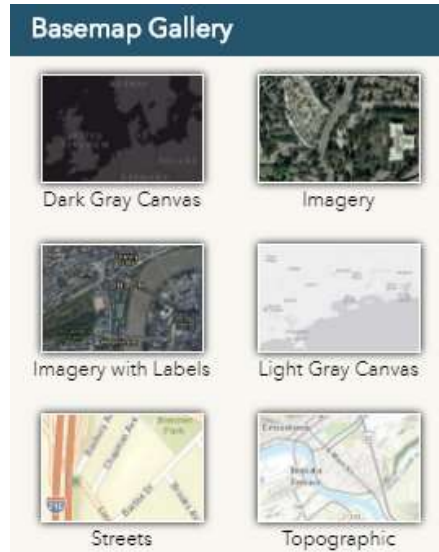 Basemap Gallery
Dark Gray Canvas
Imagery
Imagery with Labels
Light Gray Canvas
Streets
Topographic